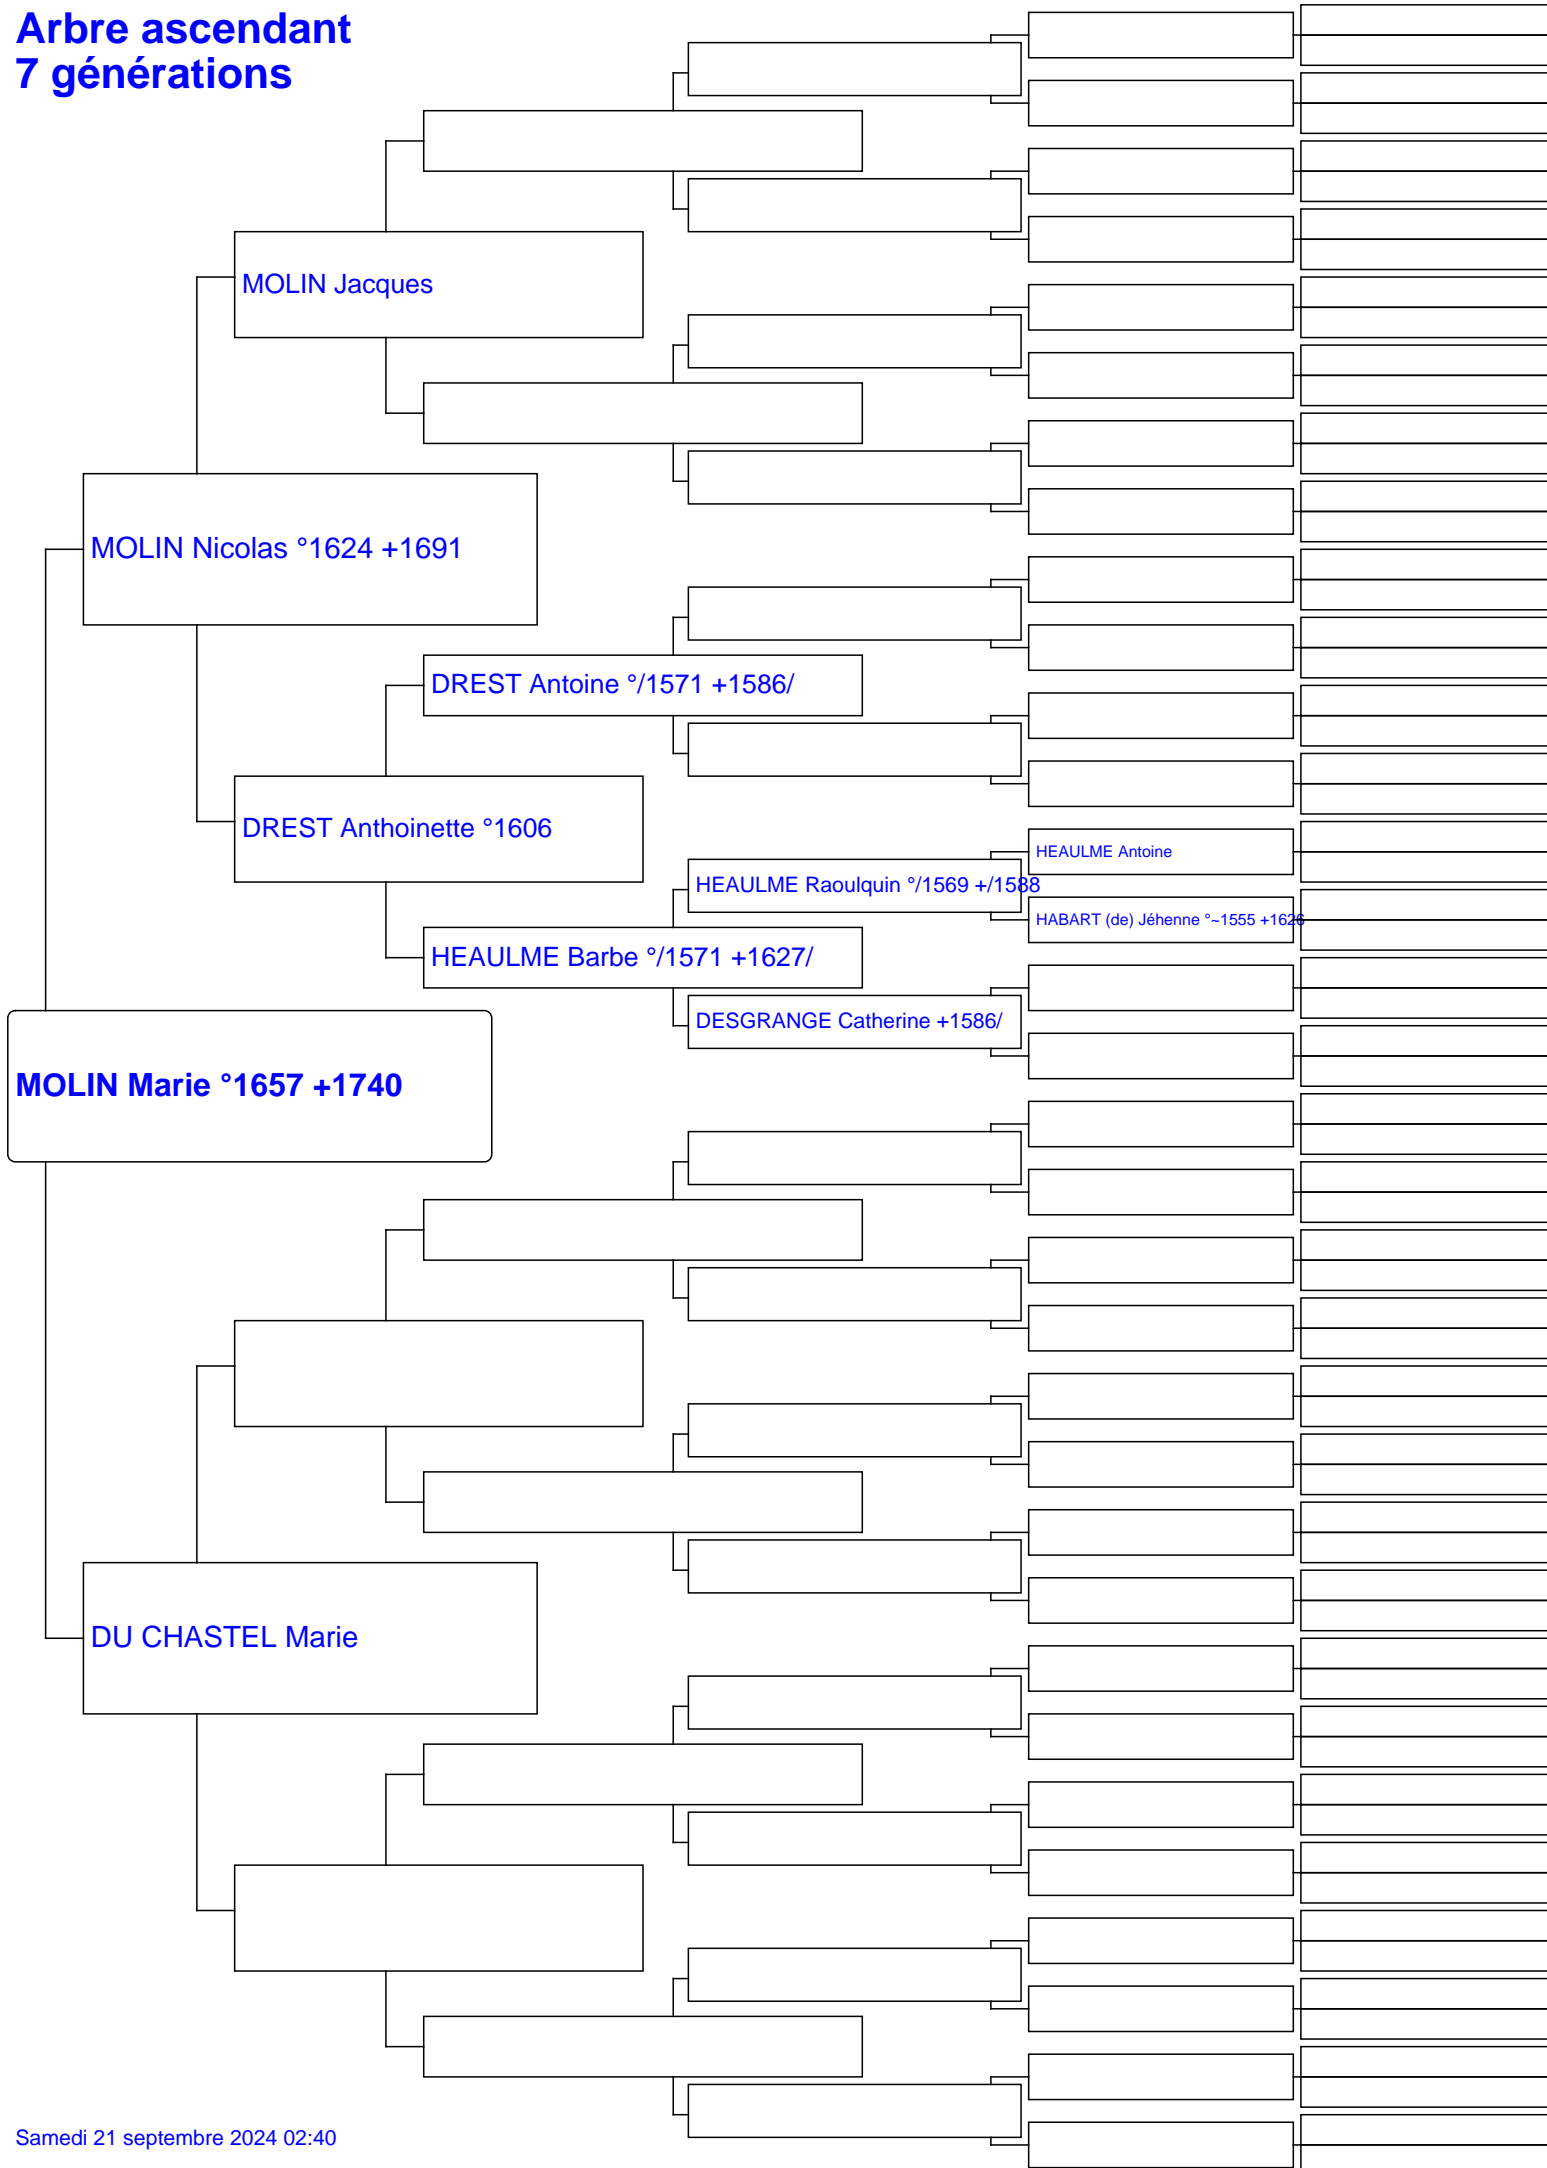 Arbre ascendant
7 générations
MOLIN Jacques
MOLIN Nicolas °1624 +1691
DREST Antoine °/1571 +1586/
DREST Anthoinette °1606
HEAULME Antoine
HEAULME Raoulquin °/1569 +/1588
HABART (de) Jéhenne °~1555 +1626
HEAULME Barbe °/1571 +1627/
DESGRANGE Catherine +1586/
MOLIN Marie °1657 +1740
DU CHASTEL Marie
Samedi 21 septembre 2024 02:40